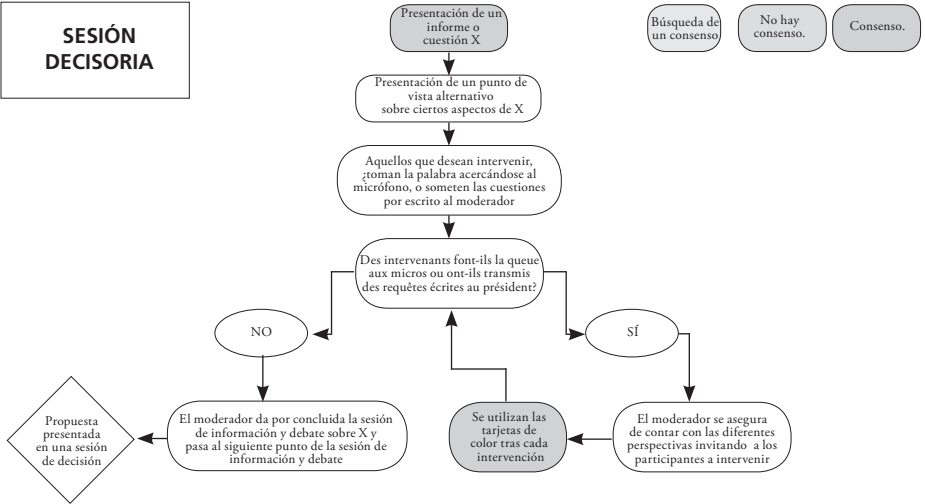 SESIÓN
DECISORIA
Presentación de un
informe o
cuestión X
Búsqueda de
un consenso
No hay
consenso.
Consenso.
Presentación de un punto de
vista alternativo
sobre ciertos aspectos de X
Aquellos que desean intervenir,
¿toman la palabra acercándose al
micrófono, o someten las cuestiones
por escrito al moderador
Des intervenants font-ils la queue
aux micros ou ont-ils transmis
des requêtes écrites au président?
NO
SÍ
Propuesta
presentada
en una sesión
de decisión
El moderador da por concluida la sesión
de información y debate sobre X y
pasa al siguiente punto de la sesión de
información y debate
Se utilizan las
tarjetas de
color tras cada
intervención
El moderador se asegura
de contar con las diferentes
perspectivas invitando a los
participantes a intervenir